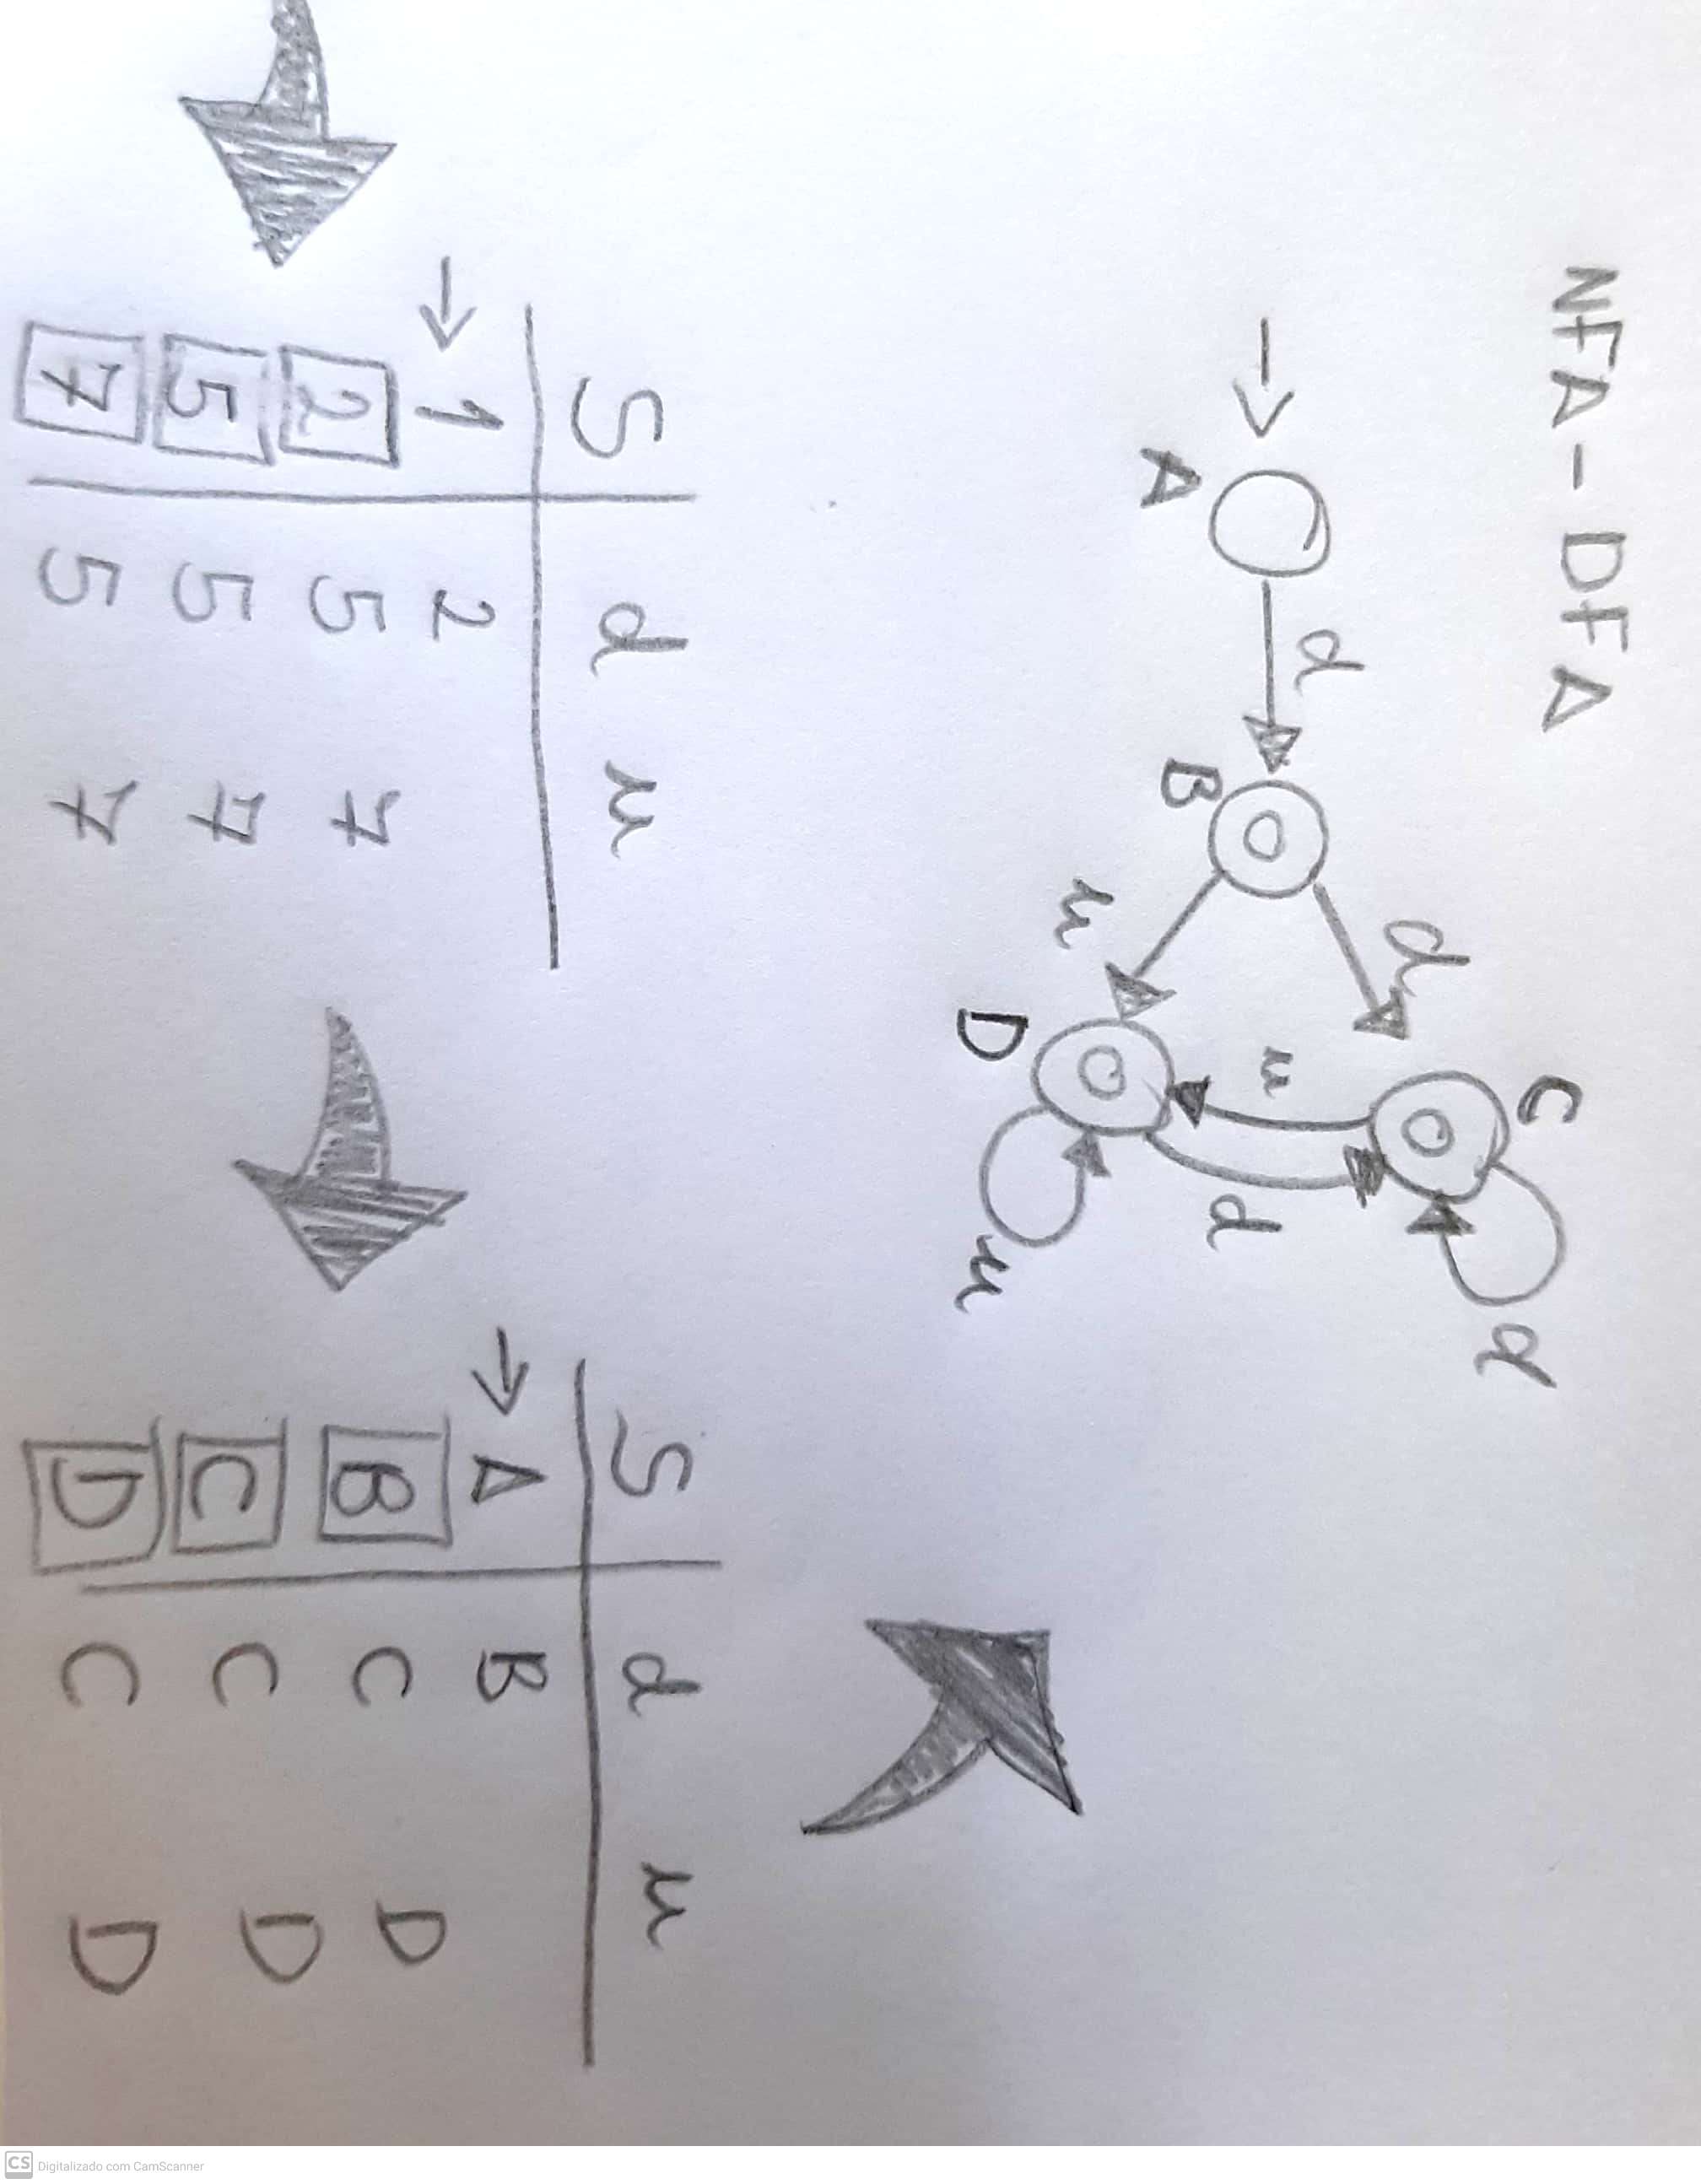 NFA - DFA
C
d
d
d
u
d
A
B
u
D
u
S d u
→ 1 2
2 5 7
5 5 7
7 5 7
S d u
→ A B
B C D
C C D
D C D
CS Digitalizado com CamScanner